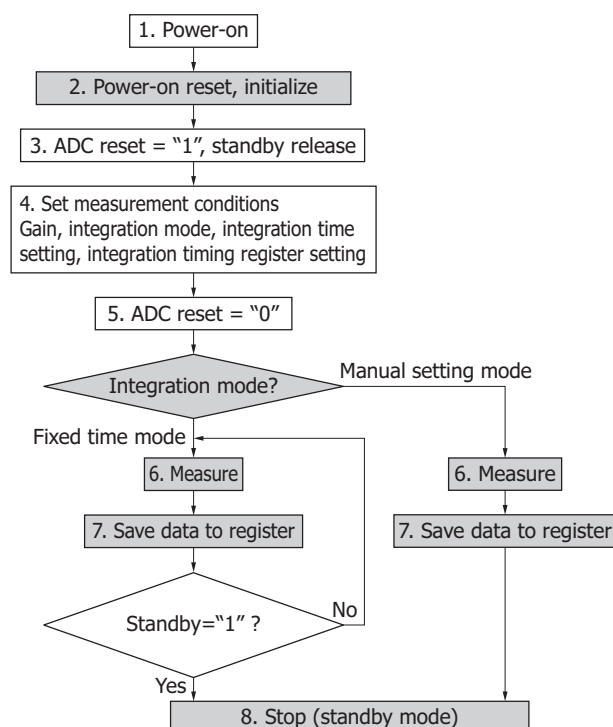 1. Power-on
2. Power-on reset, initialize
3. ADC reset = “1”, standby release
4. Set measurement conditions
Gain, integration mode, integration time
setting, integration timing register setting
5. ADC reset = “0”
Integration mode?
Manual setting mode
Fixed time mode
6. Measure
6. Measure
7. Save data to register
7. Save data to register
Standby=“1” ?
No
Yes
8. Stop (standby mode)